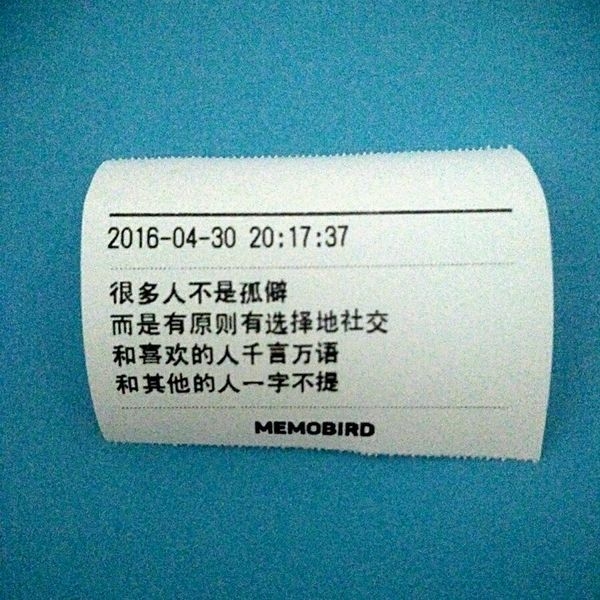 2016-04-30 20:17:37
很多人不是孤僻
而是有原则有选择地社交
和喜欢的人千言万语
和其他的人一字不提
MEMOBIRD